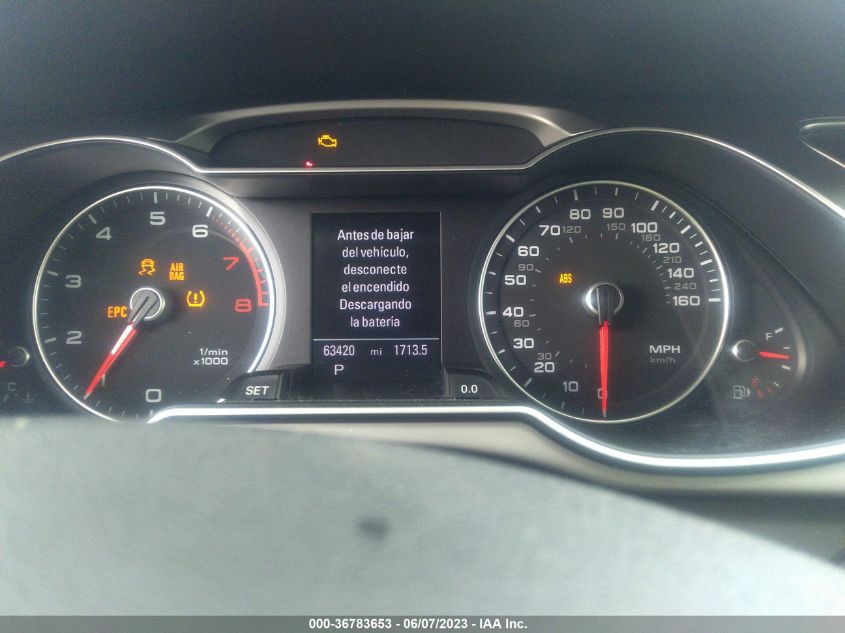 5
4
6
3
7
AIR
BAG
EPC
8
2
1/min
x1000
0
Antes de bajar
del vehículo,
desconecte
el encendido
Descargando
la batería
63420 mi 1713.5
P
SET
0.0
80 90
70 120 150 100
60 160 120
90 210
50 ABS 140
240
40 160
60
30 MPH
30 km/h
20
10 0
F
C
000-36783653 - 06/07/2023 - IAA Inc.